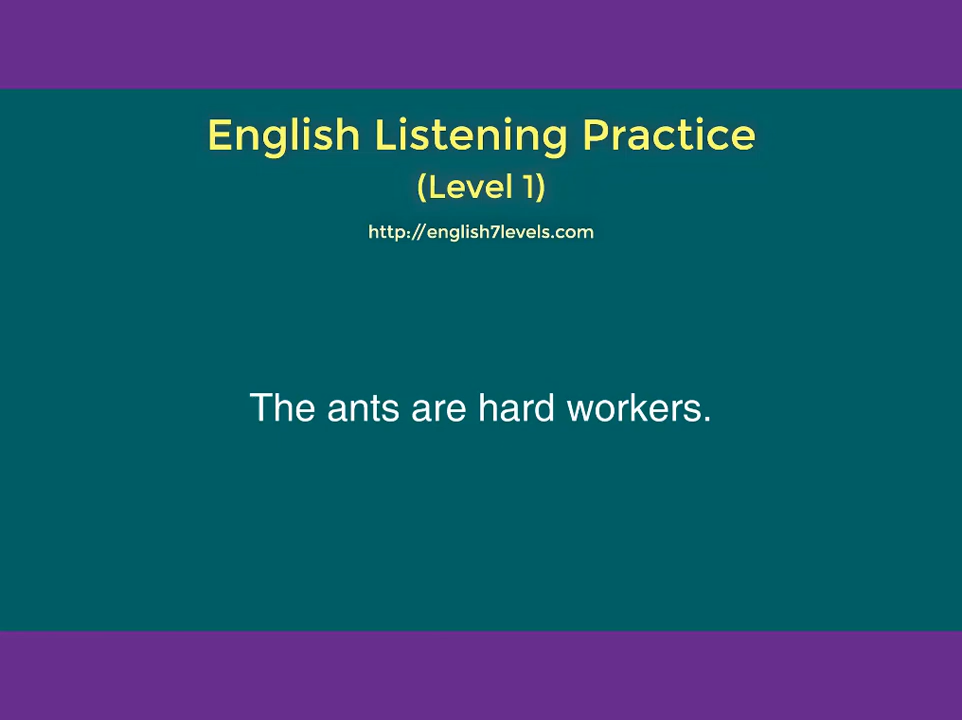 English Listening Practice
(Level 1)
http://english7levels.com
The ants are hard workers.